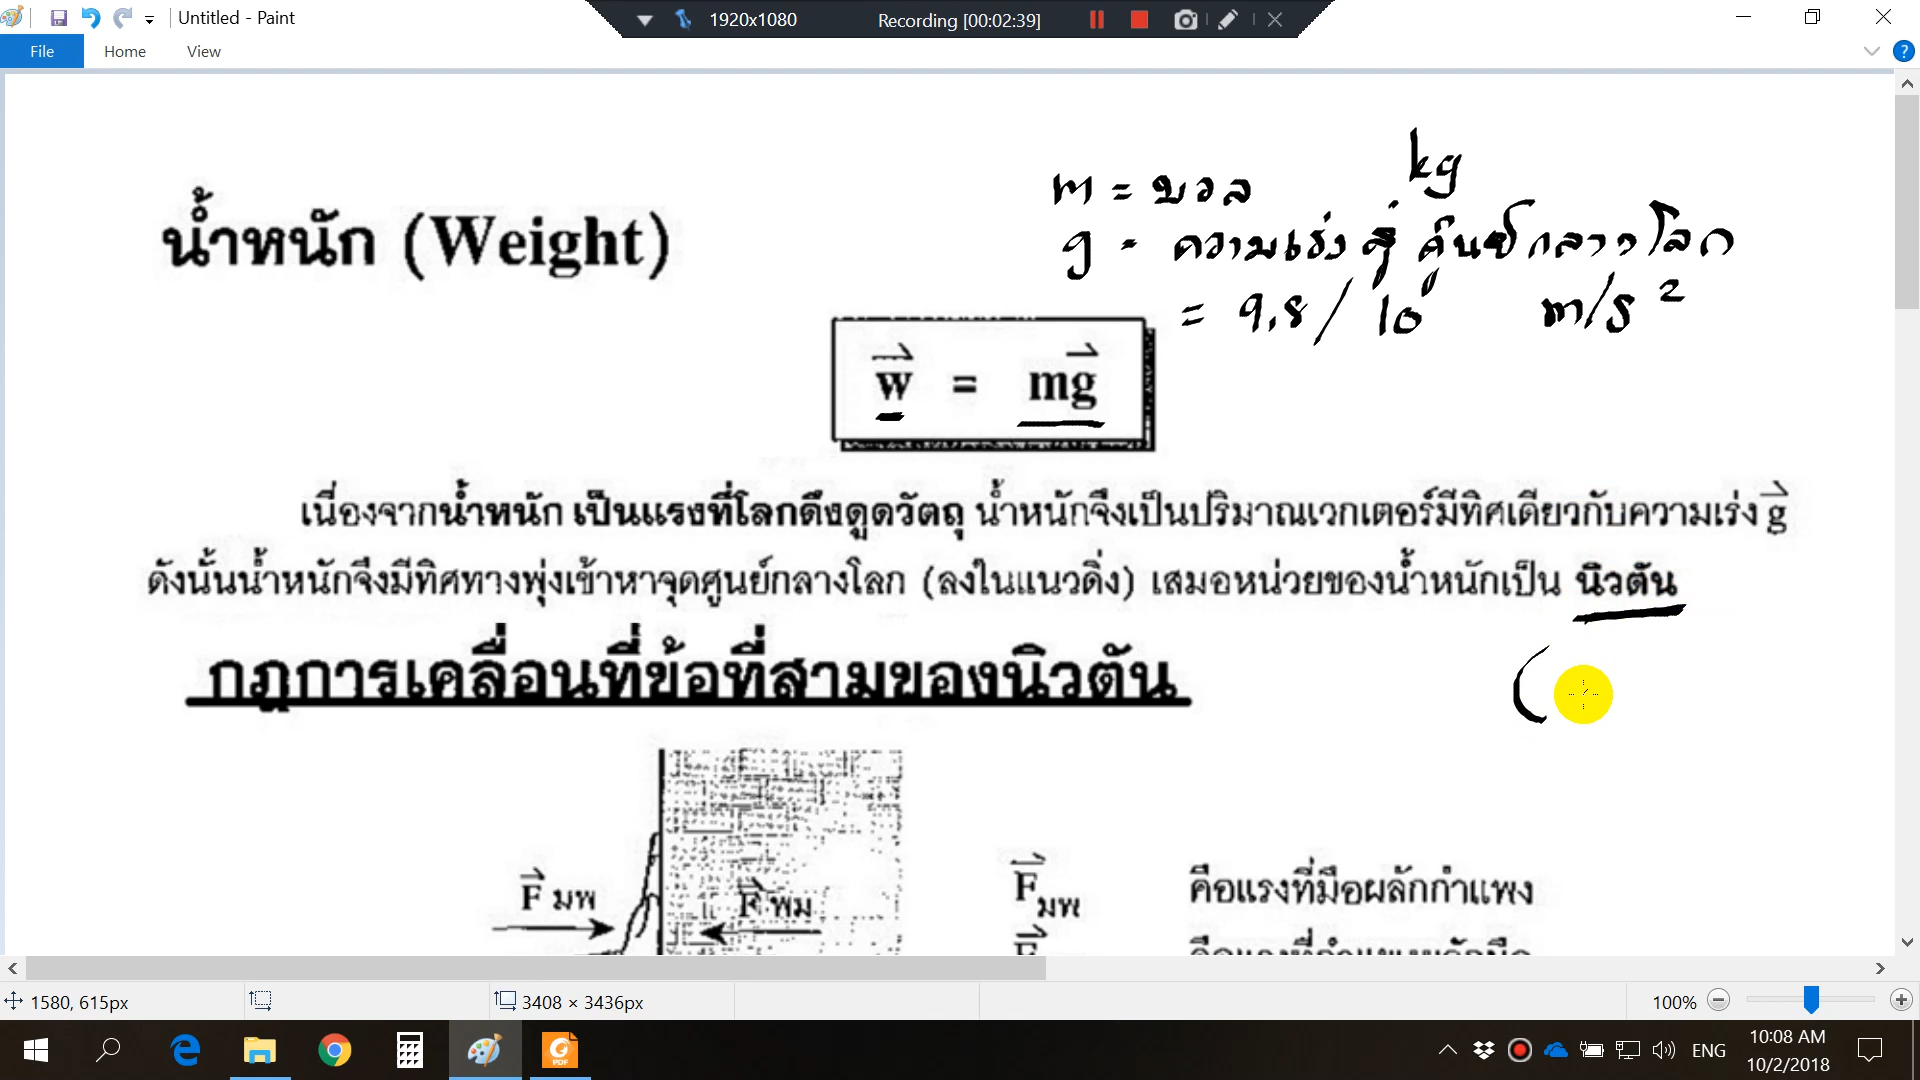 Untitled - Paint
1920x1080
Recording [00:02:39]
File
Home
View
m = มวล kg
g = ความเร่งสู่ศูนย์กลางโลก
= 9.8 / 10 m/s²
น้ำหนัก (Weight)
w = mg
เนื่องจากน้ำหนัก เป็นแรงที่โลกดึงดูดวัตถุ น้ำหนักจึงเป็นปริมาณเวกเตอร์มีทิศเดียวกับความเร่ง g
ดังนั้นน้ำหนักจึงมีทิศทางพุ่งเข้าหาจุดศูนย์กลางโลก (ลงในแนวดิ่ง) เสมอหน่วยของน้ำหนักเป็น นิวตัน
(
กฎการเคลื่อนที่ข้อที่สามของนิวตัน
F มพ
F พม
F มพ คือแรงที่มือผลักกำแพง
1580, 615px
3408 × 3436px
100%
PDF
ENG
10:08 AM
10/2/2018